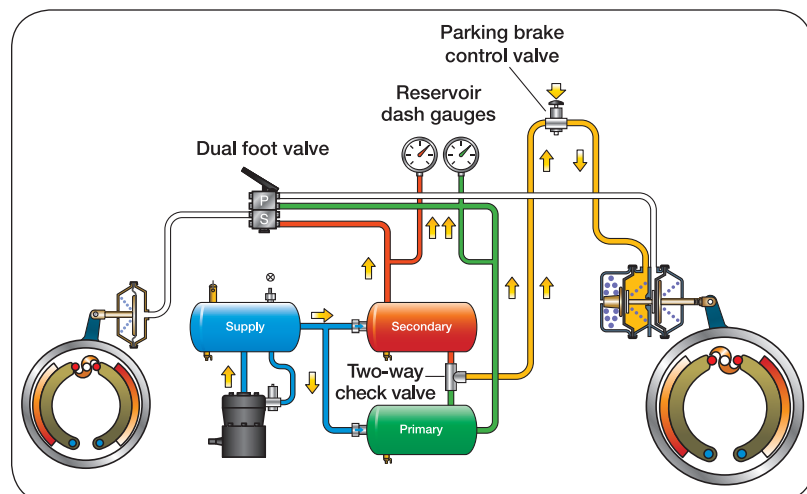 Parking brake
control valve
Reservoir
dash gauges
Dual foot valve
P
S
Supply
Secondary
Two-way
check valve
Primary